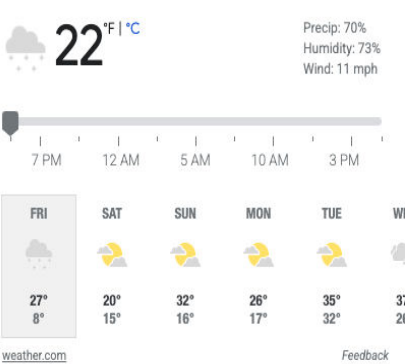 22 °F | °C
Precip: 70%
Humidity: 73%
Wind: 11 mph
7 PM 12 AM 5 AM 10 AM 3 PM
FRI SAT SUN MON TUE
27° 20° 32° 26° 35°
8° 15° 16° 17° 32°
weather.com Feedback